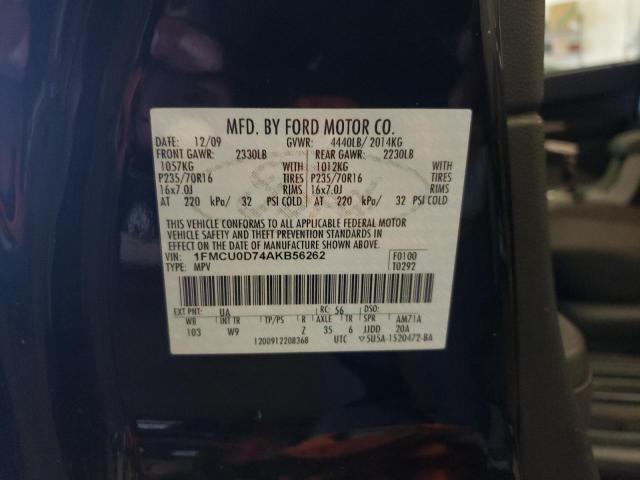 MFD. BY FORD MOTOR CO.
DATE: 12/09 GVWR: 4440LB/ 2014KG
FRONT GAWR: 2330LB REAR GAWR: 2230LB
1057KG WITH 1012KG WITH
P235/70R16 TIRES P235/70R16 TIRES
16x7.0J RIMS 16x7.0J RIMS
AT 220 kPa/ 32 PSI COLD AT 220 kPa/ 32 PSI COLD
THIS VEHICLE CONFORMS TO ALL APPLICABLE FEDERAL MOTOR
VEHICLE SAFETY AND THEFT PREVENTION STANDARDS IN
EFFECT ON THE DATE OF MANUFACTURE SHOWN ABOVE.
VIN: 1FMCU0D74AKB56262 F0100
TYPE: MPV T0292
EXT PNT: UA RC: 56 DSO:
WB INT TR TP/PS R AXLE TR SPR AM71A
103 W9 Z 35 6 JJDD 20A
1200912208368 UTC 5U5A-1520472-BA